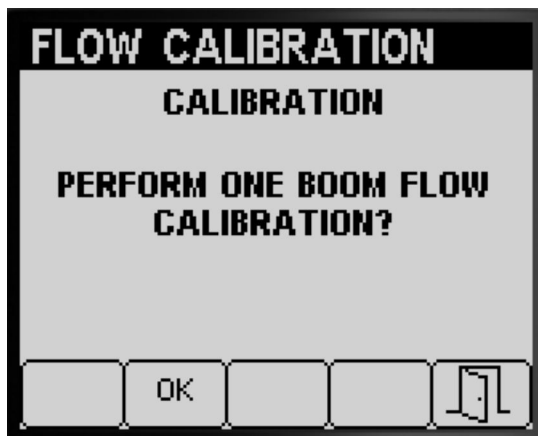 FLOW CALIBRATION
CALIBRATION
PERFORM ONE BOOM FLOW
CALIBRATION?
OK